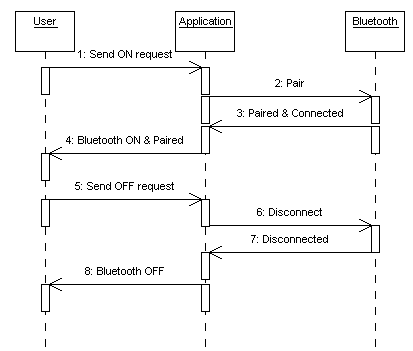 User
Application
Bluetooth
1: Send ON request
2: Pair
3: Paired & Connected
4: Bluetooth ON & Paired
5: Send OFF request
6: Disconnect
7: Disconnected
8: Bluetooth OFF